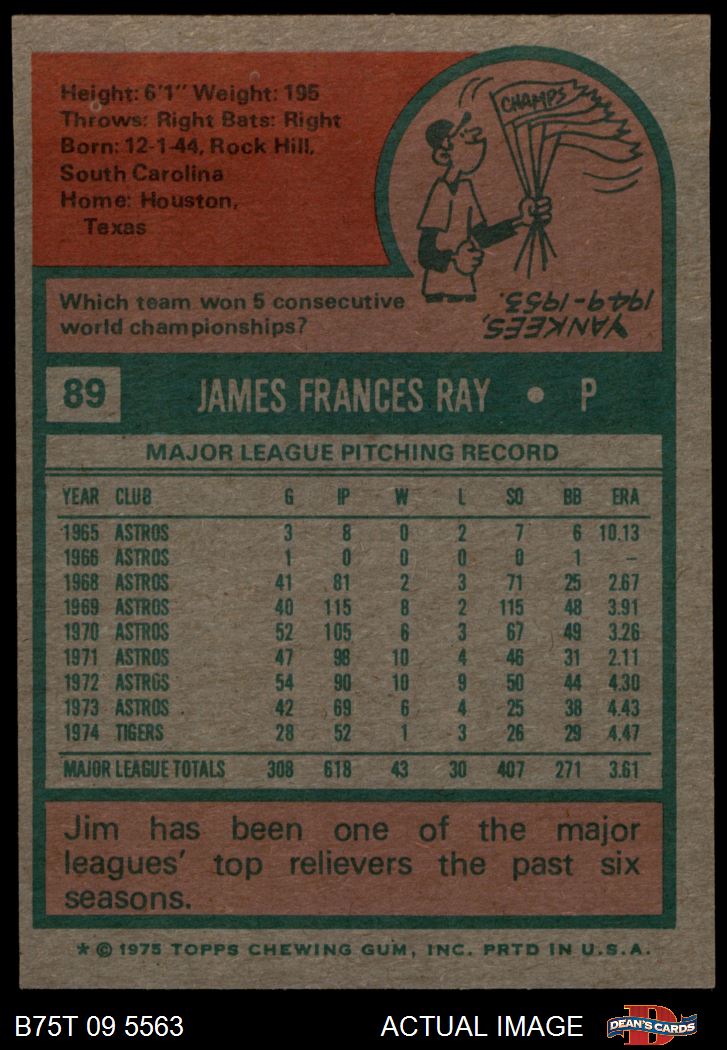 Height: 6'1" Weight: 195
Throws: Right Bats: Right
Born: 12-1-44, Rock Hill,
South Carolina
Home: Houston,
Texas
CHAMPS
Which team won 5 consecutive
world championships?
YANKEES,
1949-1953.
89 JAMES FRANCES RAY • P
MAJOR LEAGUE PITCHING RECORD
YEAR CLUB G IP W L SO BB ERA
1965 ASTROS 3 8 0 2 7 6 10.13
1966 ASTROS 1 0 0 0 0 1 –
1968 ASTROS 41 81 2 3 71 25 2.67
1969 ASTROS 40 115 8 2 115 48 3.91
1970 ASTROS 52 105 6 3 67 49 3.26
1971 ASTROS 47 98 10 4 46 31 2.11
1972 ASTROS 54 90 10 9 50 44 4.30
1973 ASTROS 42 69 6 4 25 38 4.43
1974 TIGERS 28 52 1 3 26 29 4.47
MAJOR LEAGUE TOTALS 308 618 43 30 407 271 3.61
Jim has been one of the major
leagues' top relievers the past six
seasons.
* © 1975 TOPPS CHEWING GUM, INC. PRTD IN U.S.A.
B75T 09 5563 ACTUAL IMAGE DEAN'S CARDS